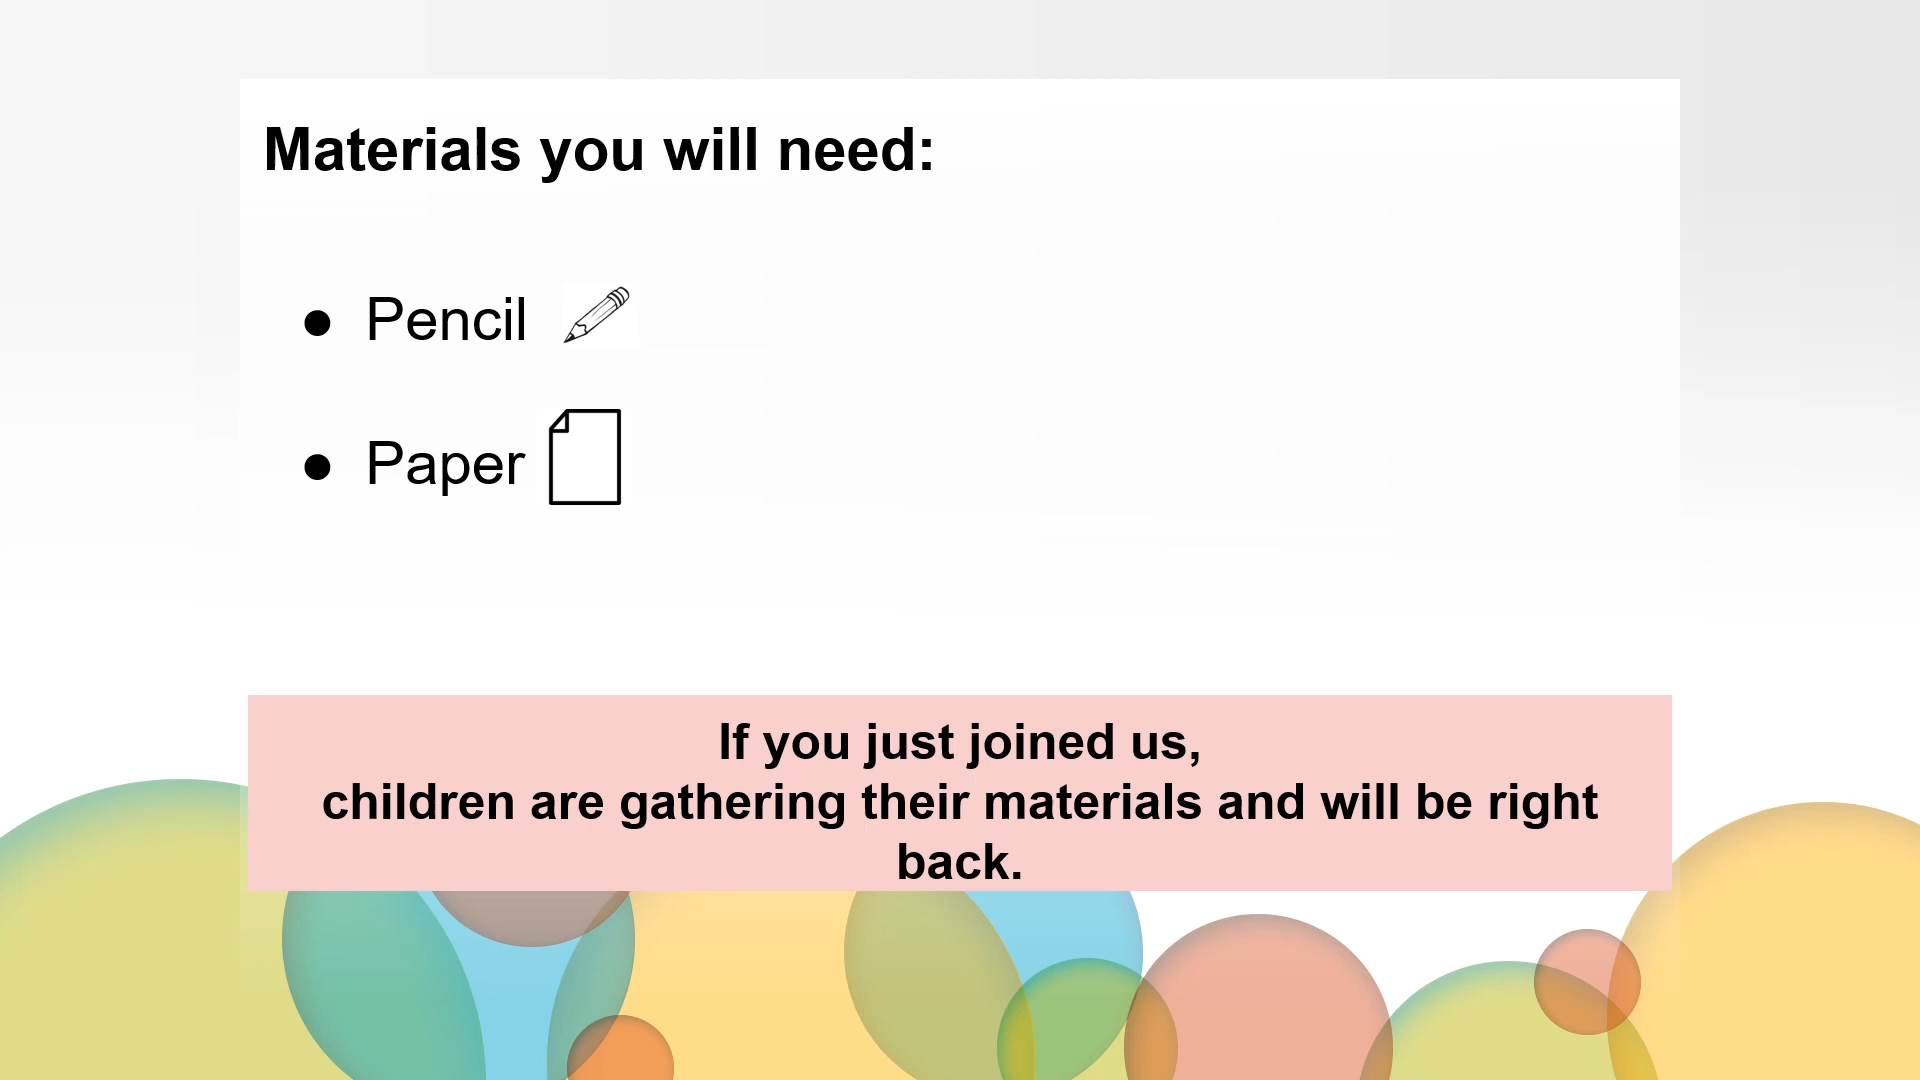 Materials you will need:
● Pencil
● Paper
If you just joined us,
children are gathering their materials and will be right
back.